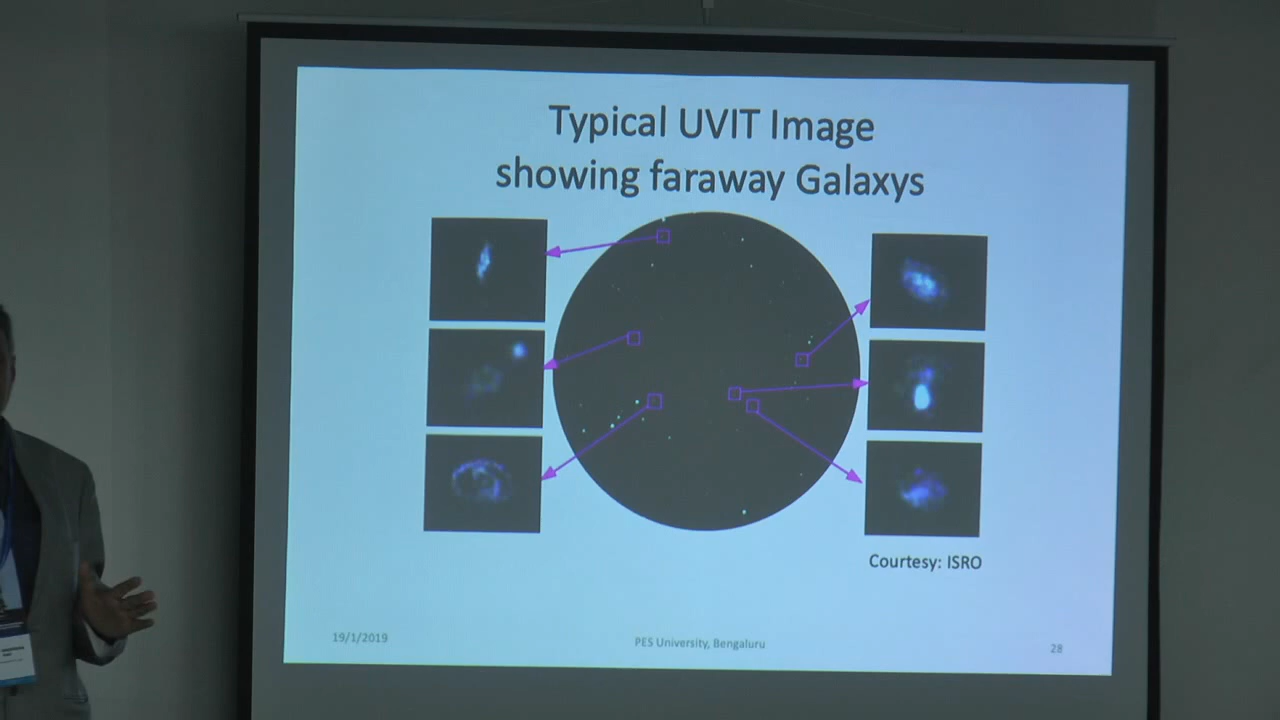 Typical UVIT Image
showing faraway Galaxys
Courtesy: ISRO
19/1/2019
PES University, Bengaluru
28